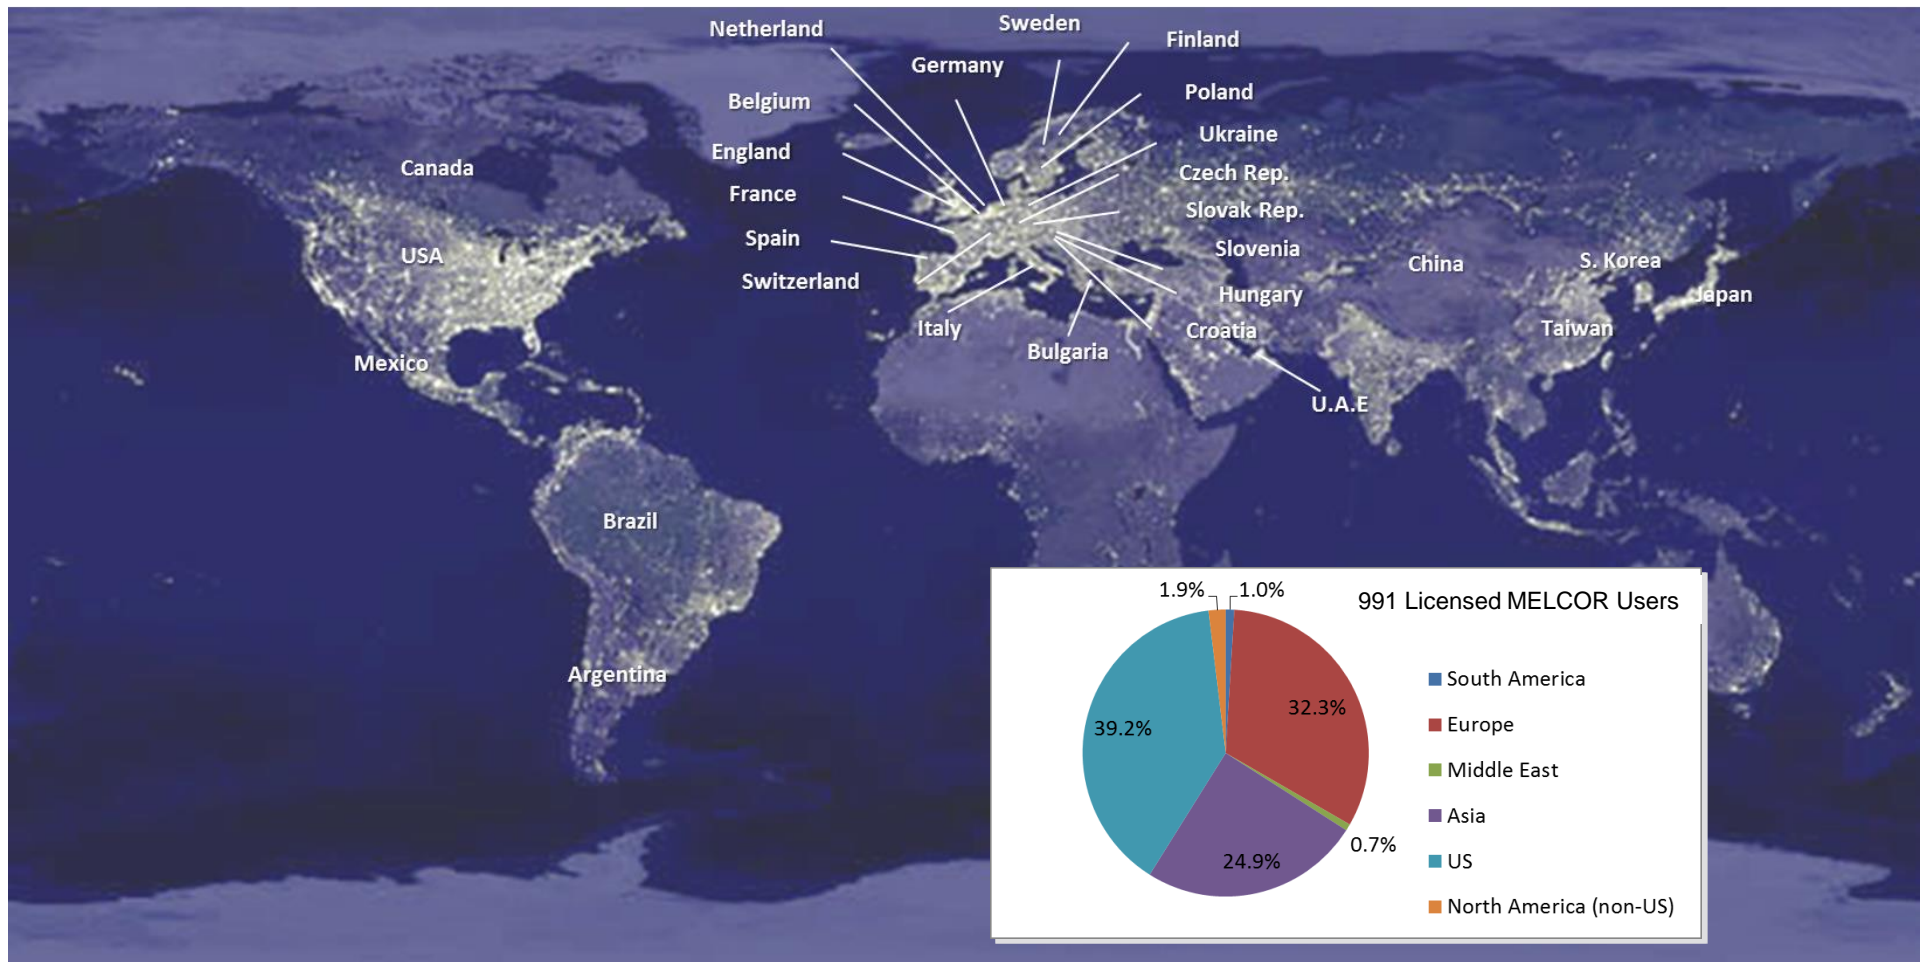 Netherland
Sweden
Finland
Germany
Belgium
Poland
Ukraine
England
Canada
Czech Rep.
France
Slovak Rep.
Spain
Slovenia
USA
China
S. Korea
Switzerland
Hungary
Japan
Italy
Croatia
Taiwan
Bulgaria
Mexico
U.A.E
Brazil
Argentina
991 Licensed MELCOR Users
1.9%
1.0%
32.3%
39.2%
0.7%
24.9%
South America
Europe
Middle East
Asia
US
North America (non-US)